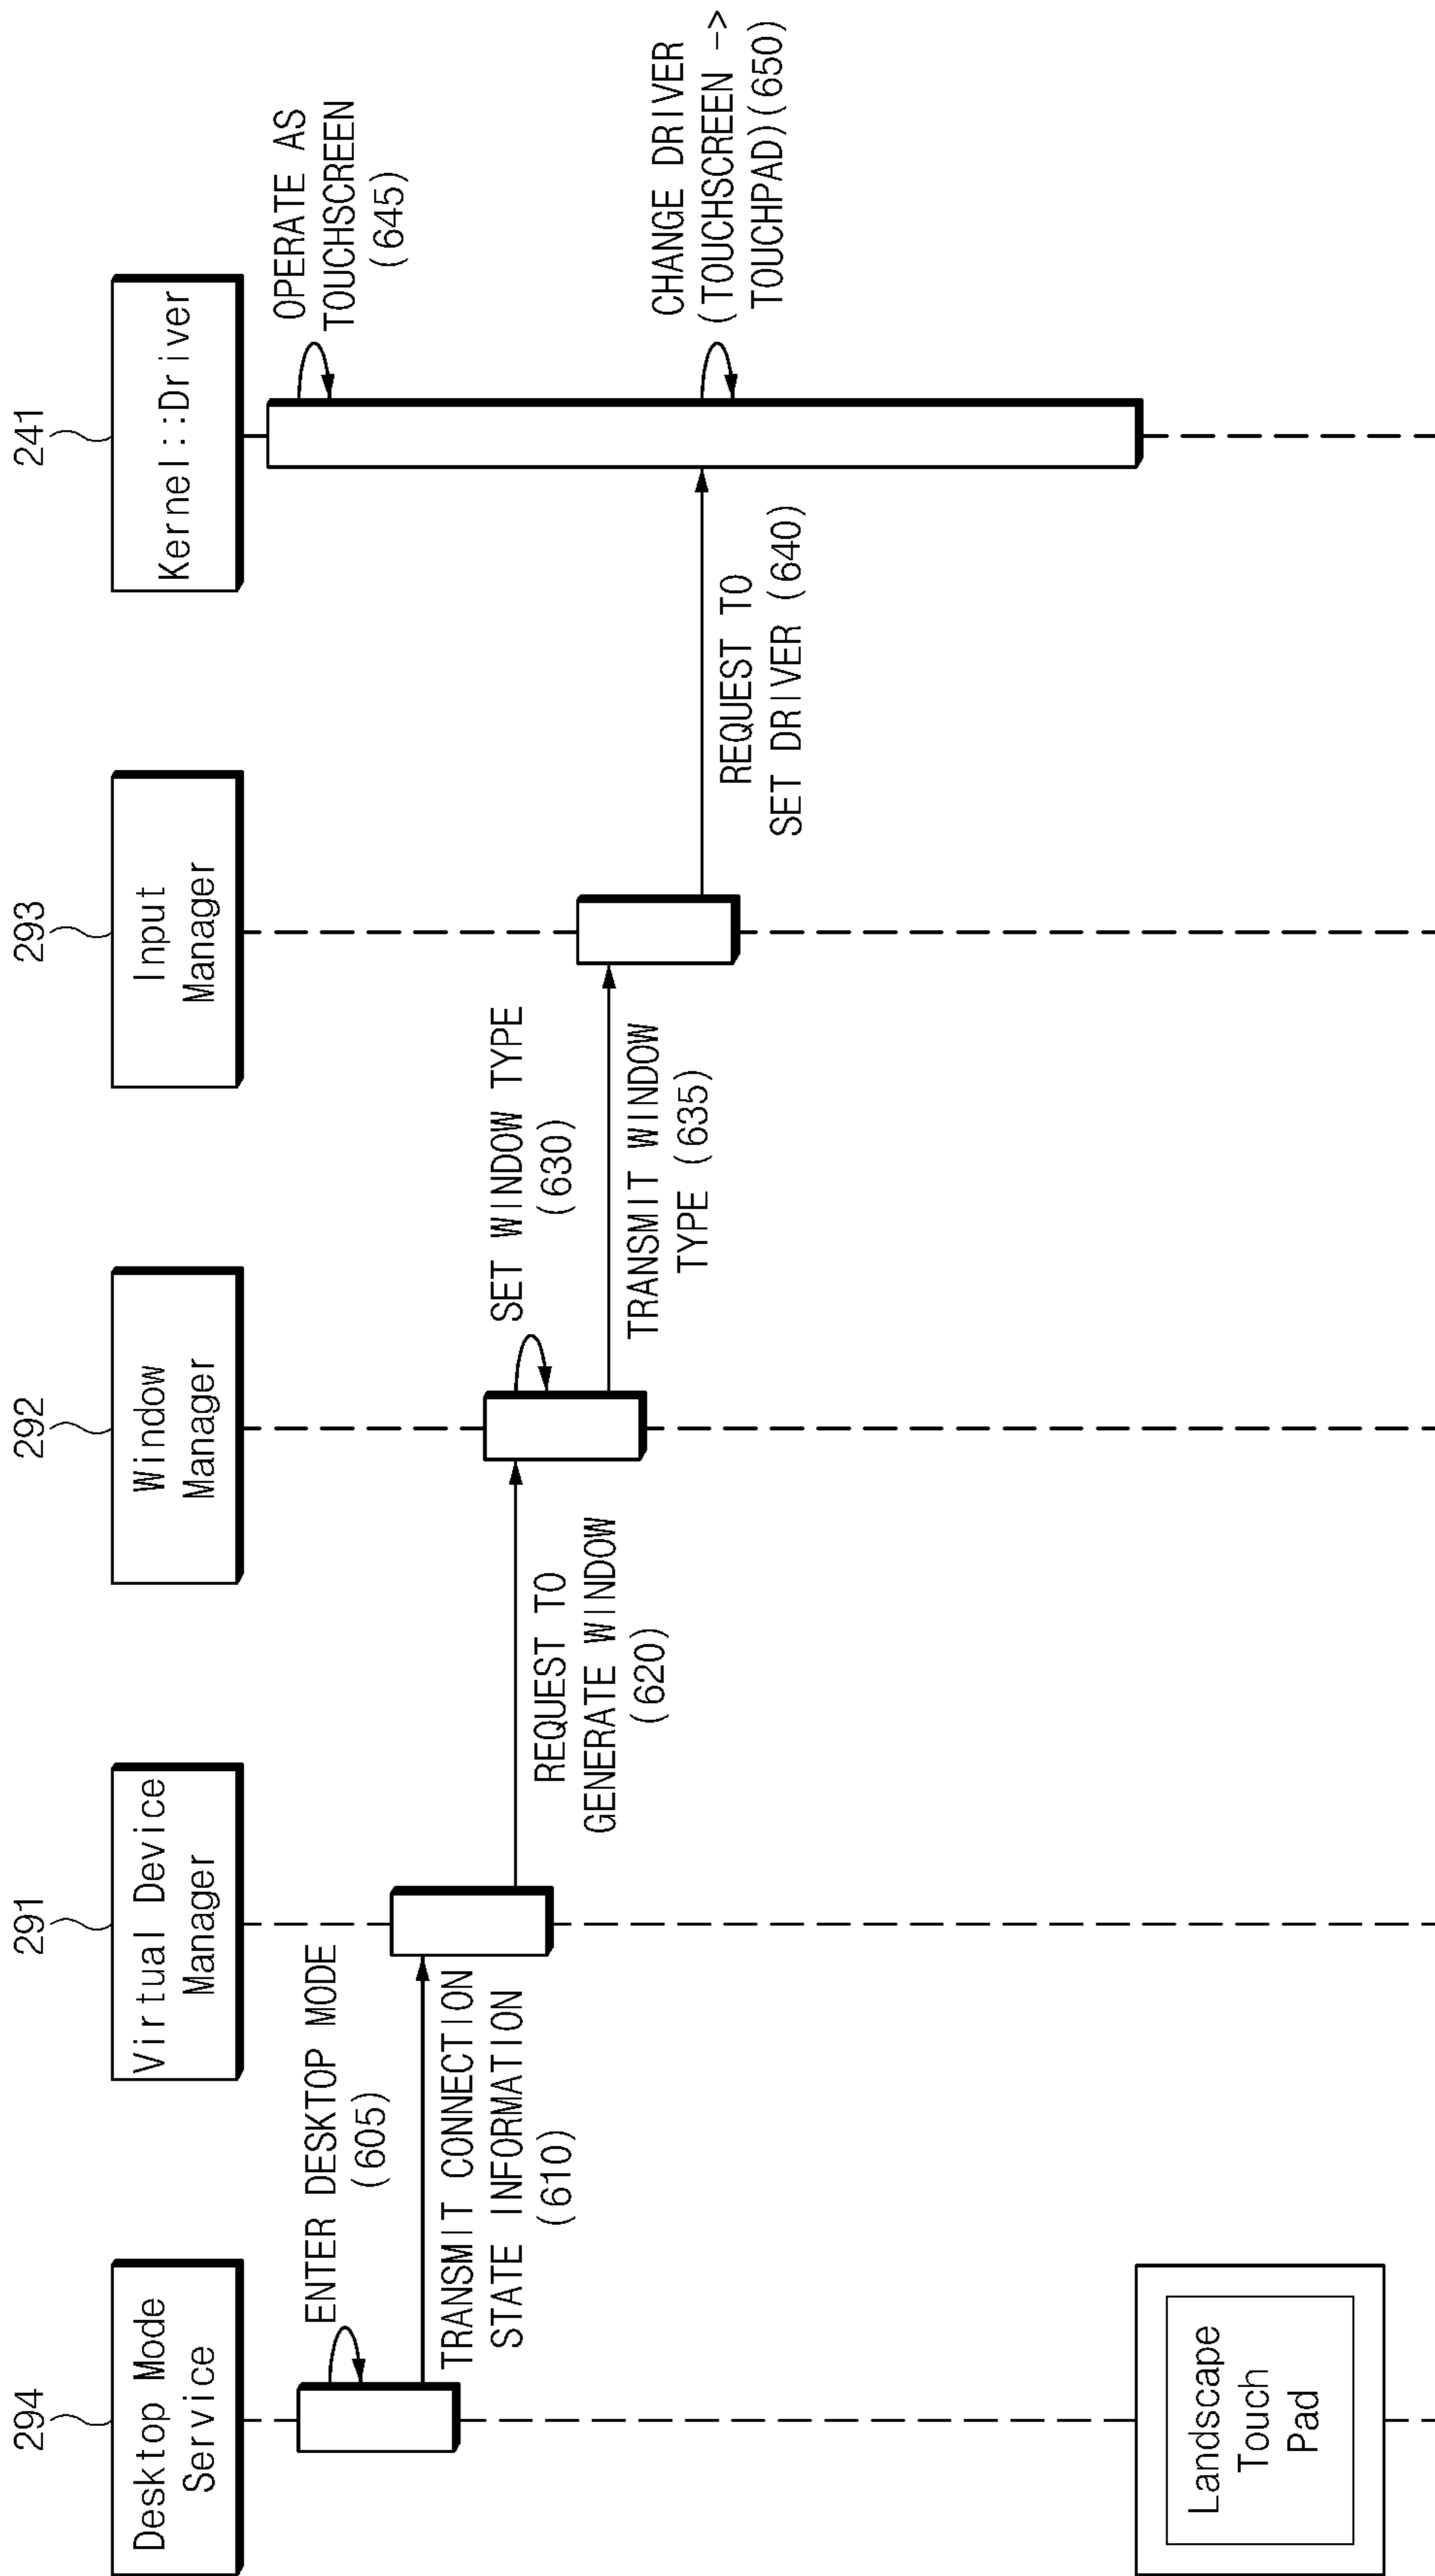 294
291
292
293
241
Desktop Mode
Service
Virtual Device
Manager
Window
Manager
Input
Manager
Kernel::Driver
ENTER DESKTOP MODE
(605)
OPERATE AS
TOUCHSCREEN
(645)
TRANSMIT CONNECTION
STATE INFORMATION
(610)
REQUEST TO
GENERATE WINDOW
(620)
SET WINDOW TYPE
(630)
TRANSMIT WINDOW
TYPE (635)
REQUEST TO
SET DRIVER (640)
CHANGE DRIVER
(TOUCHSCREEN ->
TOUCHPAD)(650)
Landscape
Touch
Pad